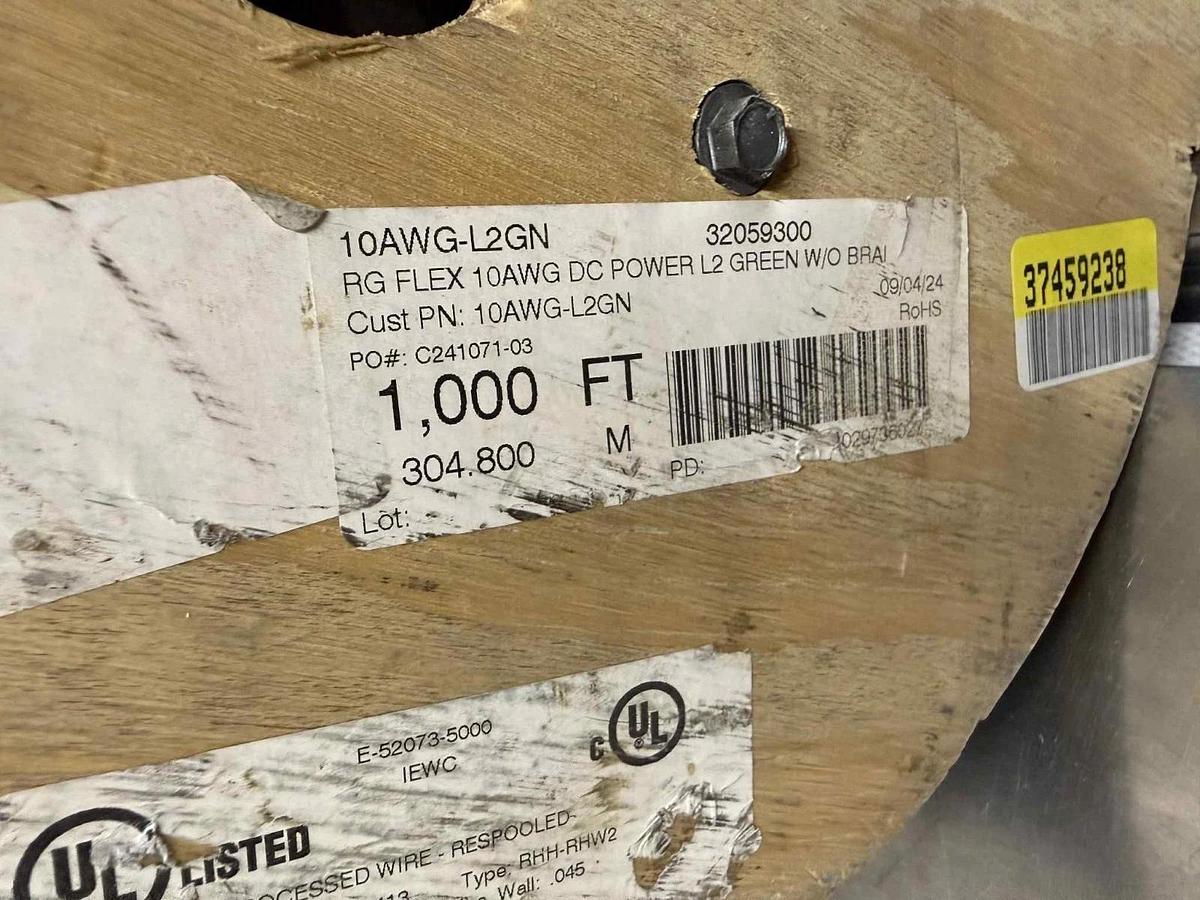 10AWG-L2GN 32059300
RG FLEX 10AWG DC POWER L2 GREEN W/O BRAI
Cust PN: 10AWG-L2GN 09/04/24
RoHS
PO#: C241071-03
1,000 FT
304.800 M
PD:
Lot:
37459238
E-52073-5000
IEWC
C UL
UL LISTED
OCESSED WIRE - RESPOOLED
Type: RHH-RHW2
Wall: .045